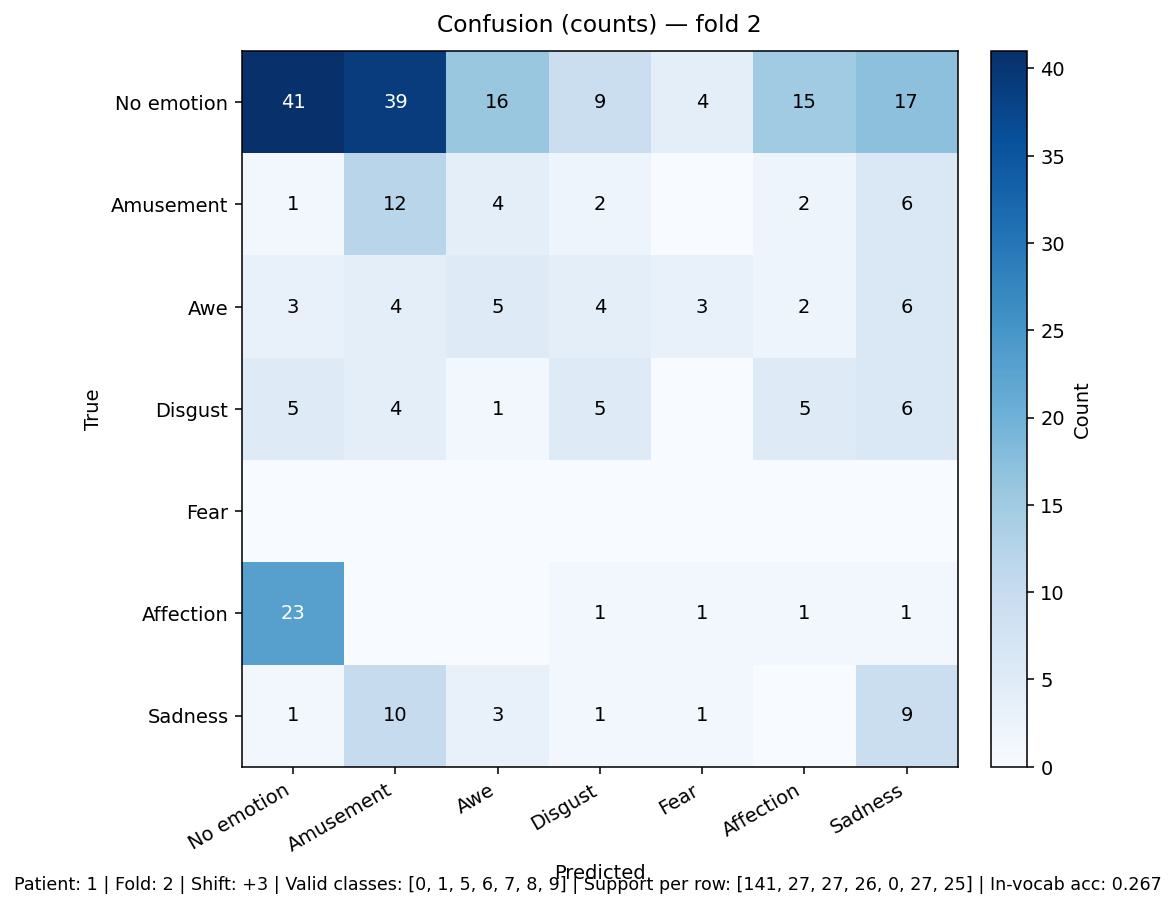 Confusion (counts) — fold 2
No emotion 41 39 16 9 4 15 17
Amusement 1 12 4 2 2 6
Awe 3 4 5 4 3 2 6
Disgust 5 4 1 5 5 6
Fear
Affection 23 1 1 1 1
Sadness 1 10 3 1 1 9
True
No emotion Amusement Awe Disgust Fear Affection Sadness
Predicted
40
35
30
25
20
15
10
5
0
Count
Patient: 1 | Fold: 2 | Shift: +3 | Valid classes: [0, 1, 5, 6, 7, 8, 9] | Support per row: [141, 27, 27, 26, 0, 27, 25] | In-vocab acc: 0.267